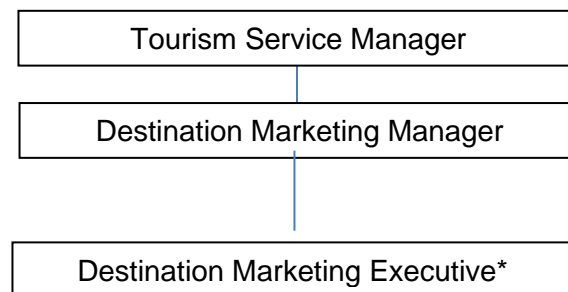 Tourism Service Manager
Destination Marketing Manager
Destination Marketing Executive*